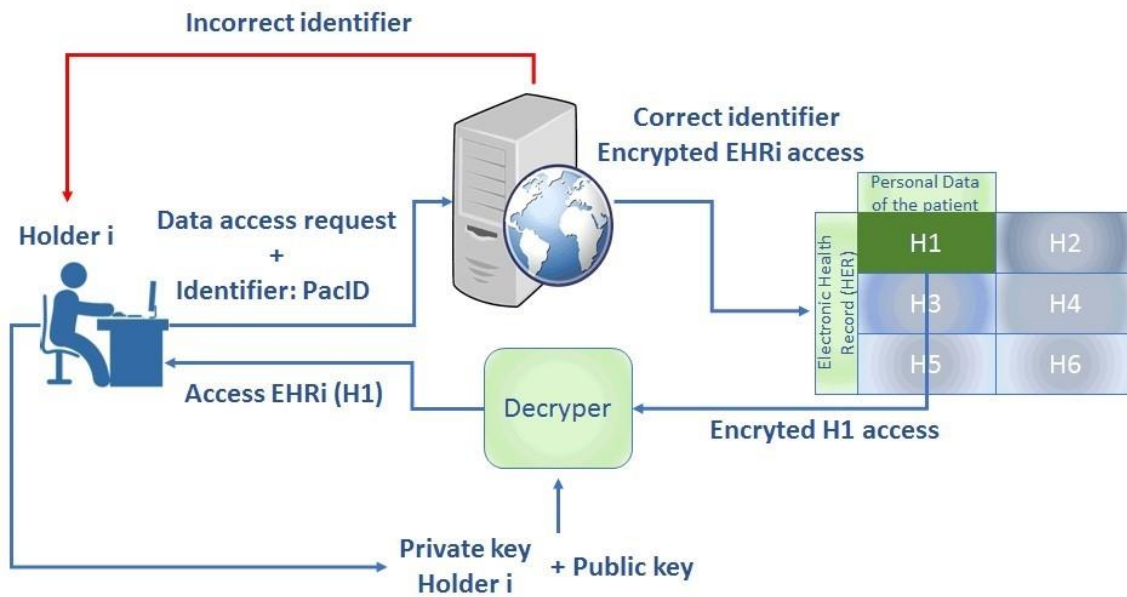 Incorrect identifier
Correct identifier
Encrypted EHRi access
Holder i
Data access request
+
Identifier: PacID
Personal Data
of the patient
Electronic Health
Record (HER)
H1
H2
H3
H4
H5
H6
Access EHRi (H1)
Decryper
Encryted H1 access
Private key
Holder i
+ Public key